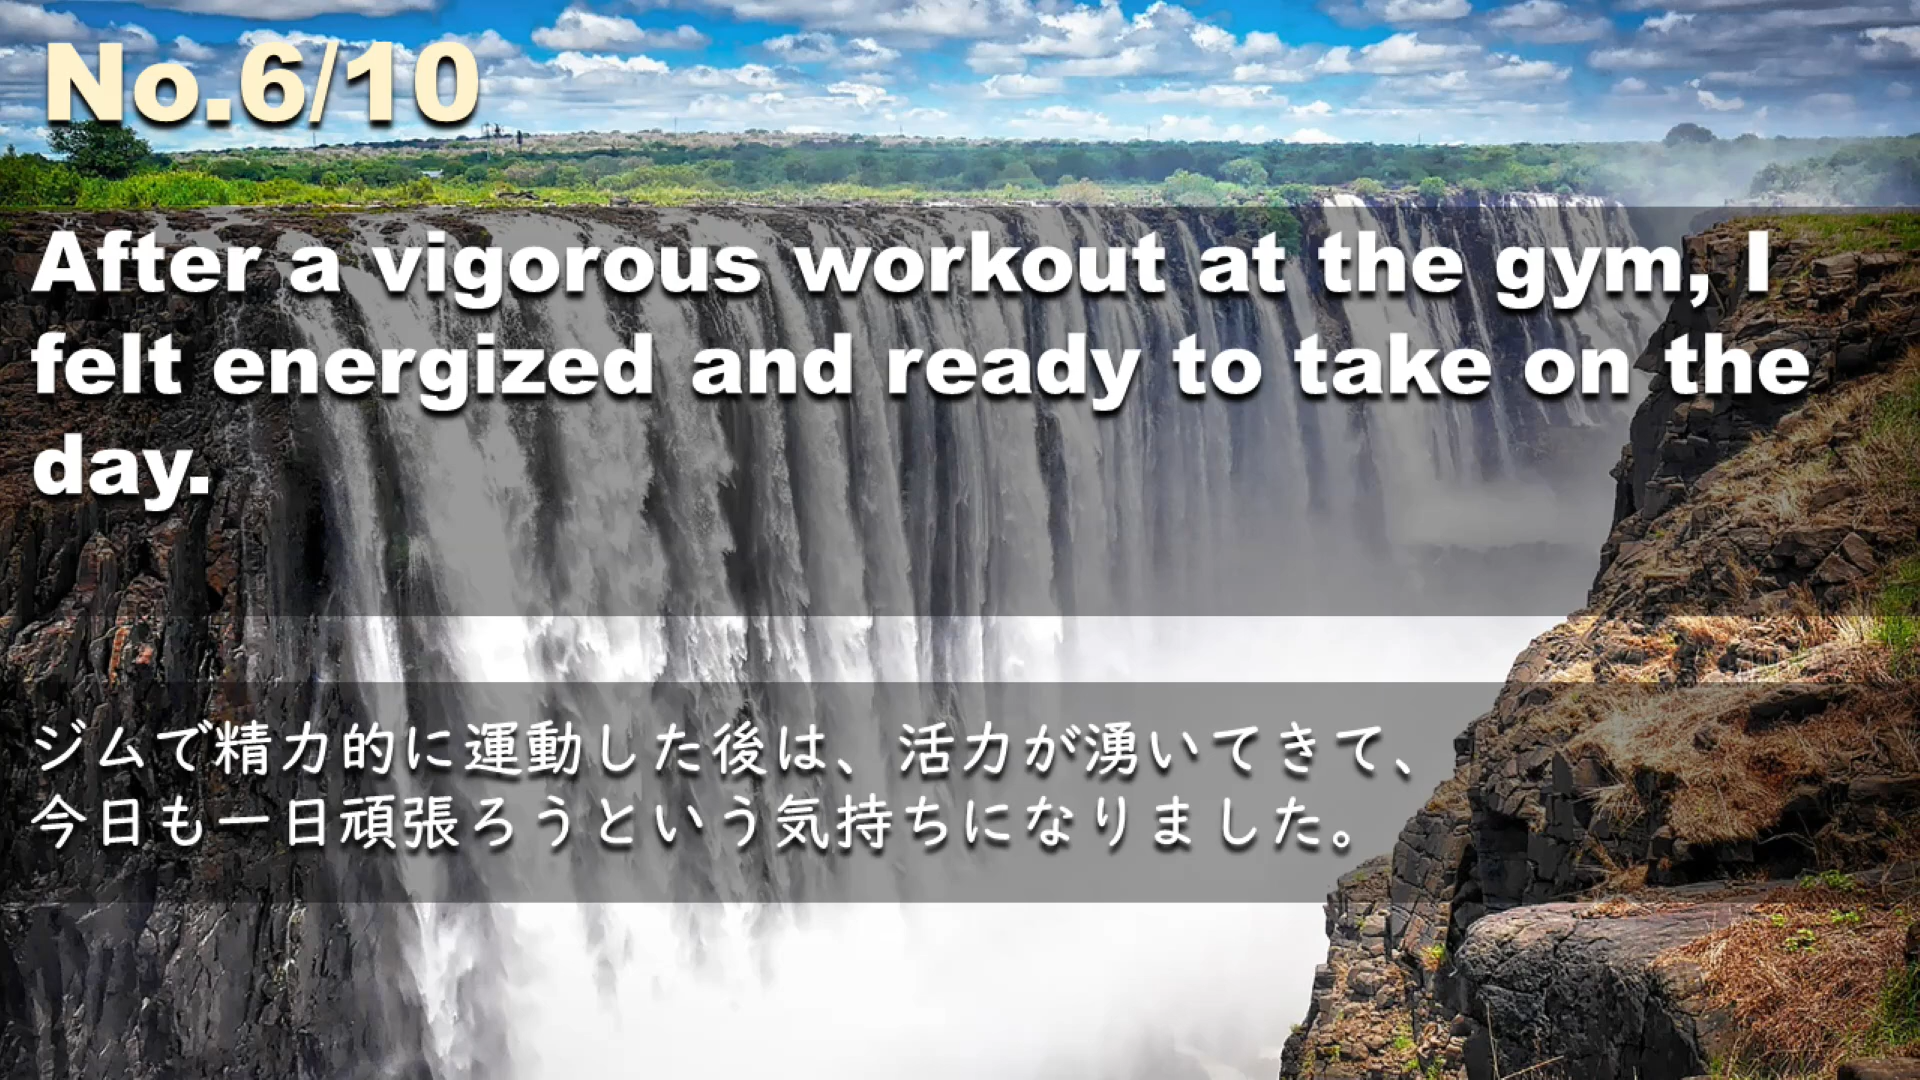 No.6/10
After a vigorous workout at the gym, I
felt energized and ready to take on the
day.
ジムで精力的に運動した後は、活力が湧いてきて、
今日も一日頑張ろうという気持ちになりました。